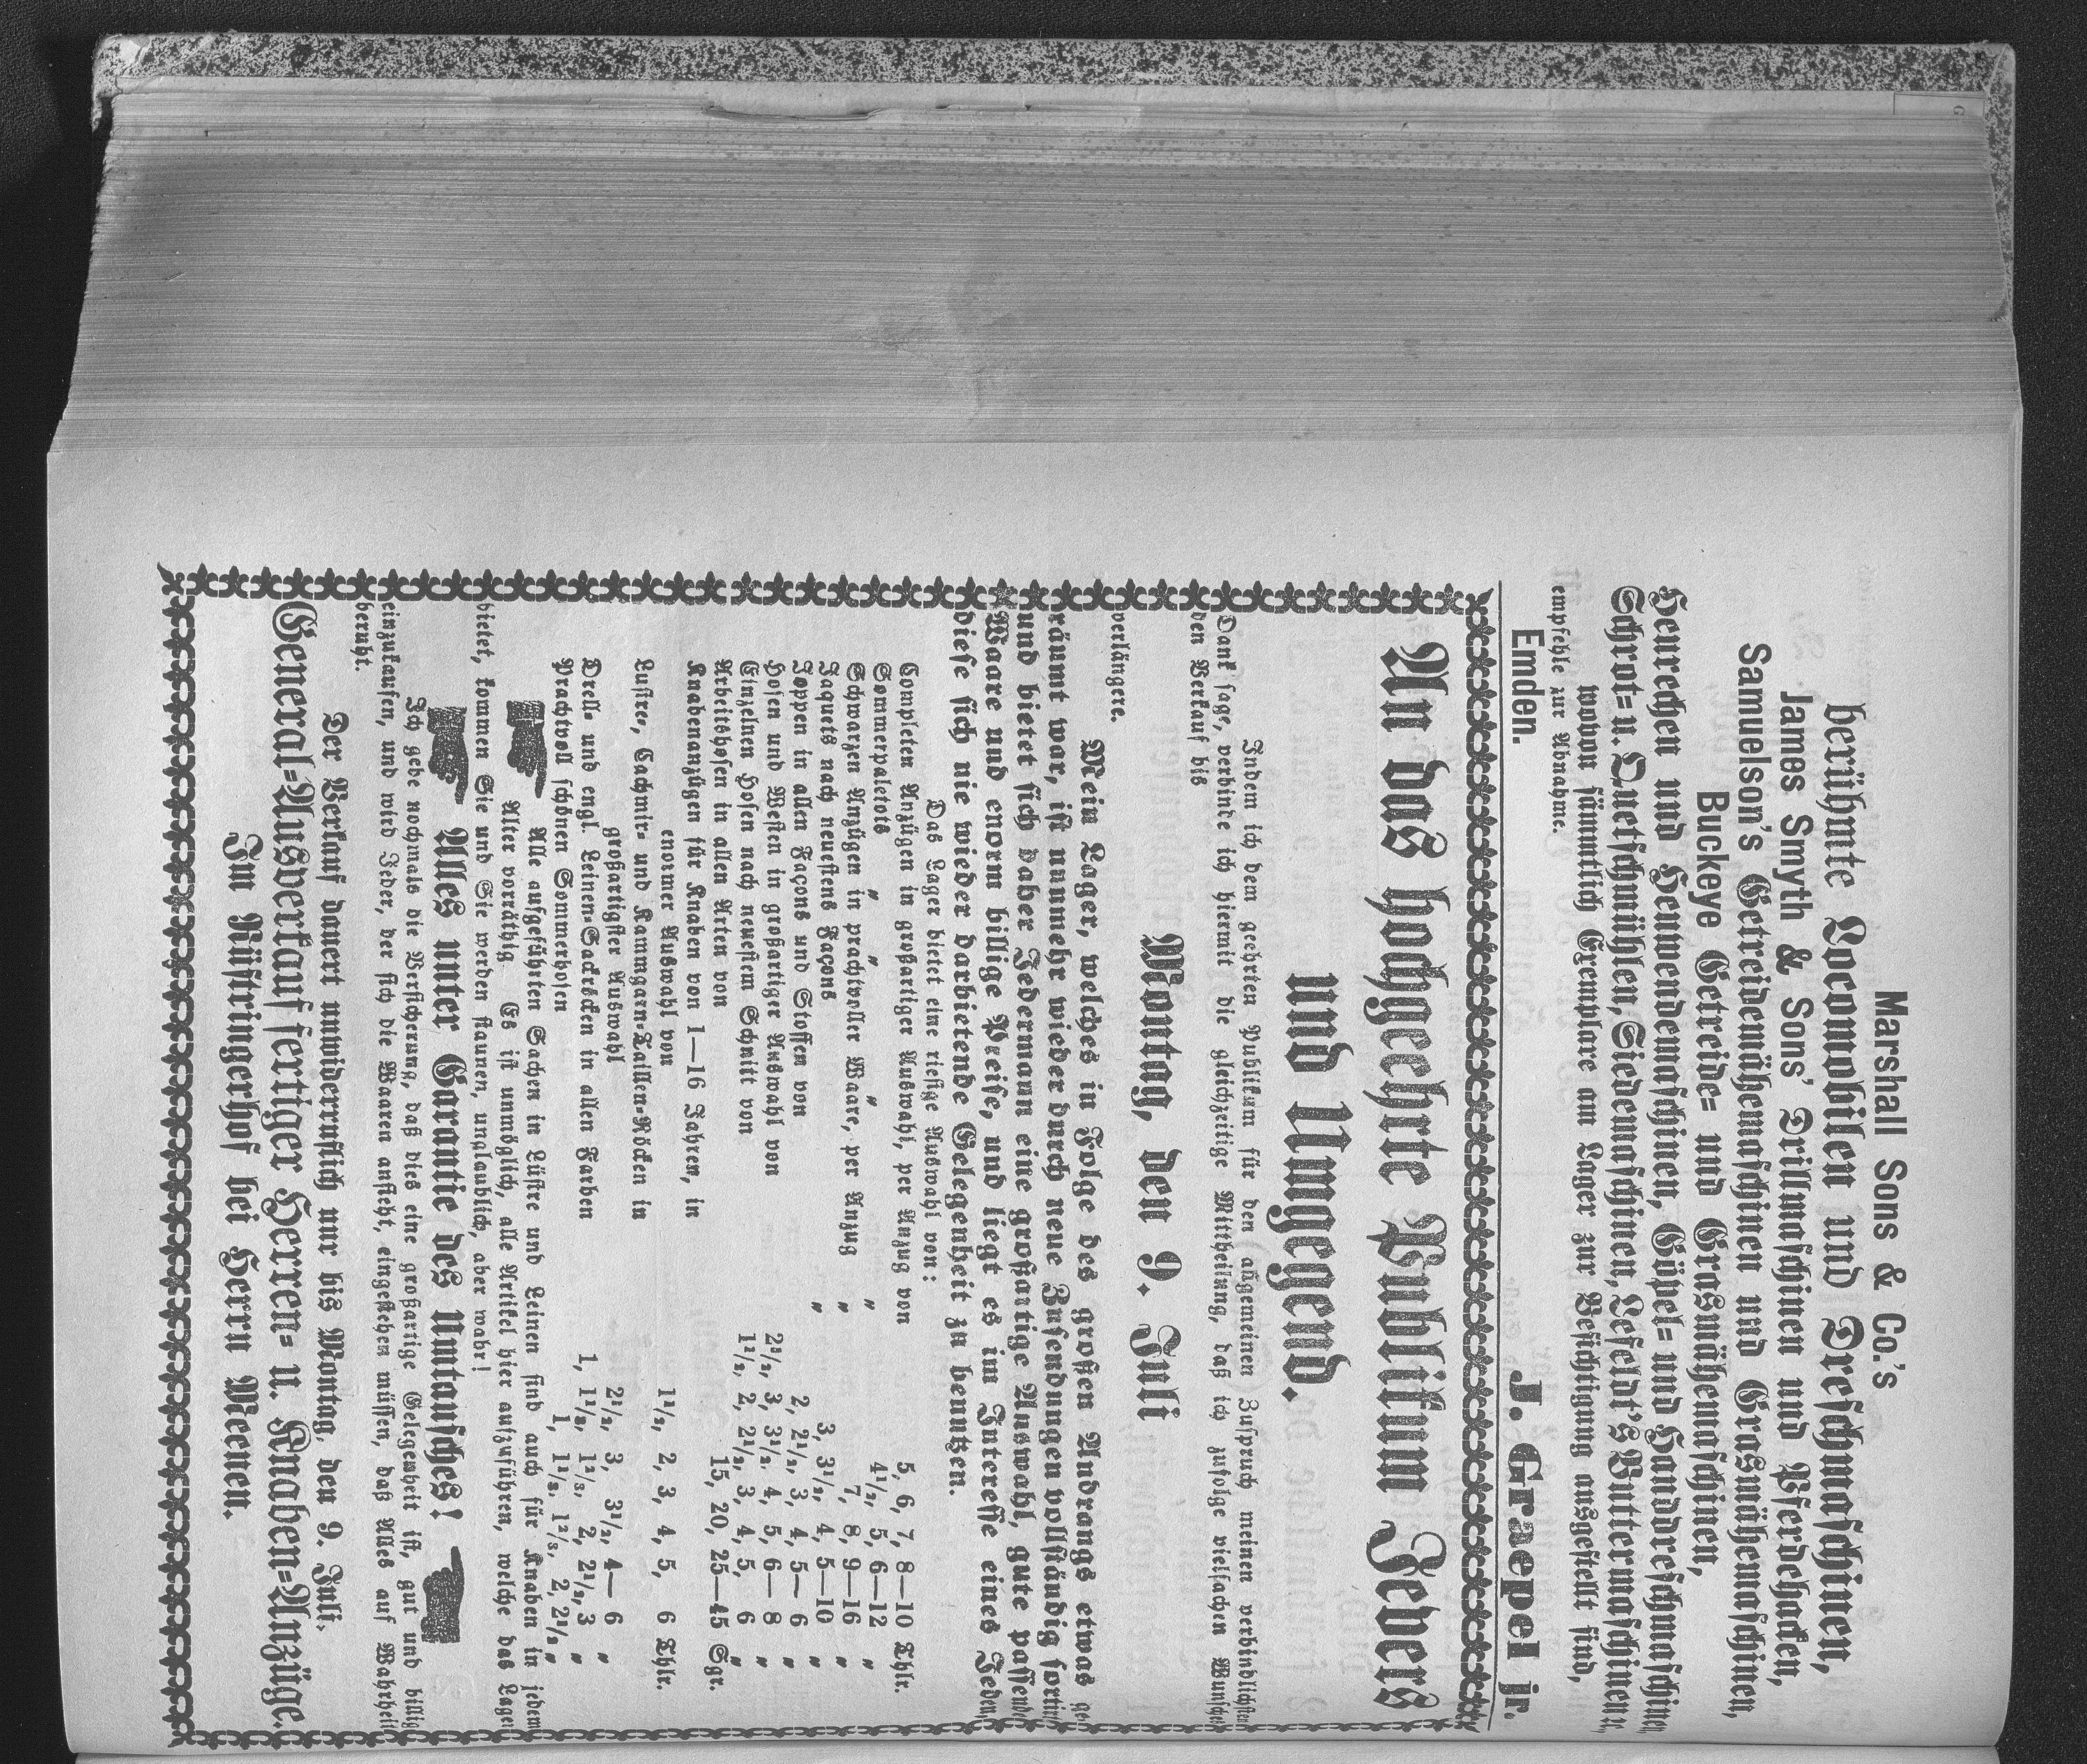 Marshall Sons & Co.'s
berühmte Locomobilen und Dreschmaschinen,
James Smyth & Sons' Drillmaschinen und Pferdehacken,
Samuelson's Getreidemähemaschinen und Grasmähemaschinen,
Buckeye Getreide- und Grasmähemaschinen,
Heurechen und Heuwendemaschinen, Göpel- und Handdreschmaschinen
Schrot- u. Quetschmühlen, Siedemaschinen, Lefeldt's Buttermaschinen
wovon sämmtlich Exemplare am Lager zur Besichtigung ausgestellt sind,
empfehle zur Abnahme.
Emden. J. Graepel jr.
An das hochgeehrte Publikum Jevers
und Umgegend.
Indem ich dem geehrten Publikum für den allgemeinen Zuspruch meinen verbindlichsten
Dank sage, verbinde ich hiermit die gleichzeitige Mittheilung, daß ich zufolge vielfachen Wunsches
den Verkauf bis
Montag, den 9. Juli
verlängere.
Mein Lager, welches in Folge des großen Andrangs etwas ge-
räumt war, ist nunmehr wieder durch neue Zusendungen vollständig sortirt
und bietet sich daher Jedermann eine großartige Auswahl, gute passende
Waare und enorm billige Preise, und liegt es im Interesse eines Jeden,
diese sich nie wieder darbietende Gelegenheit zu benutzen.
Das Lager bietet eine riesige Auswahl von:
Completen Anzügen in großartiger Auswahl, per Anzug von 5, 6, 7, 8—10 Thlr.
Sommerpaletots " " " " 4½, 5, 6—12 "
Schwarzen Anzügen in prachtvoller Waare, per Anzug " 7, 8, 9—16 "
Jaquets nach neuestens Façons " 3, 3½, 4, 5—10 "
Joppen in allen Façons und Stoffen von 2, 2½, 3, 4, 5— 6 "
Hosen und Westen in großartiger Auswahl von 2½, 3, 3½, 4, 5, 6— 8 "
Einzelnen Hosen nach neuestem Schnitt von 1½, 2, 2½, 3, 4, 5, 6 "
Arbeitshosen in allen Arten von 15, 20, 25—45 Sgr.
Knabenanzügen für Knaben von 1—16 Jahren, in
enormer Auswahl von 1½, 2, 3, 4, 5, 6 Thlr.
Lustre, Cachmir- und Kammgarn-Taillen-Röcken in
großartigster Auswahl 2½, 3, 3½, 4— 6 "
Drell- und engl. Leinen-Sackröcken in allen Farben 1, 1½, 1⅔, 2, 2½, 3 "
Prachtvoll schönen Sommerhosen 1, 1½, 1⅔, 2, 2½ "
Alle aufgeführten Sachen in Lüstre und Leinen sind auch für Knaben in jedem
Alter vorräthig. Es ist unmöglich, alle Artikel hier aufzuführen, welche das Lager
bietet, kommen Sie und Sie werden staunen, unglaublich, aber wahr!
Alles unter Garantie des Umtausches!
Ich gebe nochmals die Versicherung, daß dies eine großartige Gelegenheit ist, gut und billig
einzukaufen, und wird Jeder, der sich die Waaren ansieht, eingestehen müssen, daß Alles auf Wahrheit
beruht.
Der Verkauf dauert unwiderruflich nur bis Montag, den 9. Juli.
General-Ausverkauf fertiger Herren- u. Knaben-Anzüge.
Im Rüstringerhof bei Herrn Meenen.